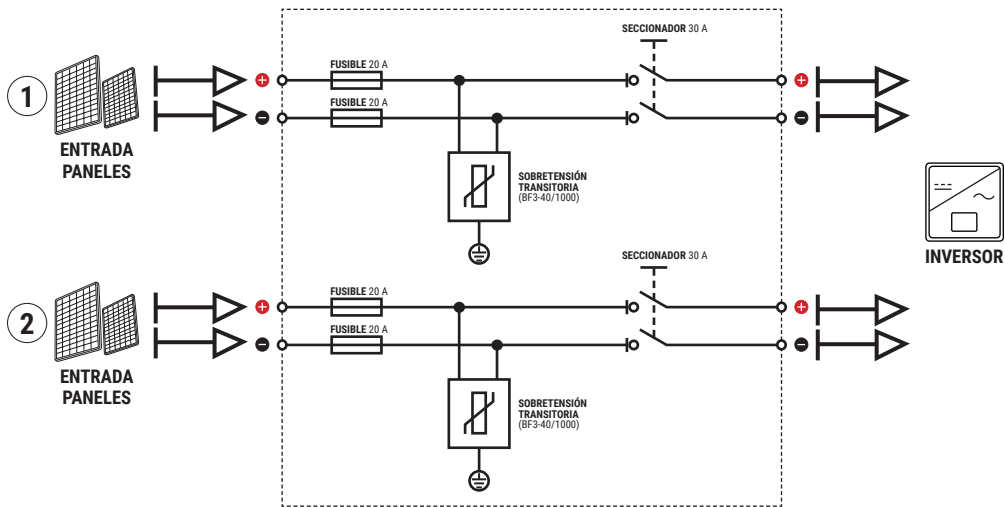 SECCIONADOR 30 A
FUSIBLE 20 A
FUSIBLE 20 A
1
ENTRADA
PANELES
SOBRETENSIÓN
TRANSITORIA
(BF3-40/1000)
INVERSOR
SECCIONADOR 30 A
FUSIBLE 20 A
FUSIBLE 20 A
2
ENTRADA
PANELES
SOBRETENSIÓN
TRANSITORIA
(BF3-40/1000)